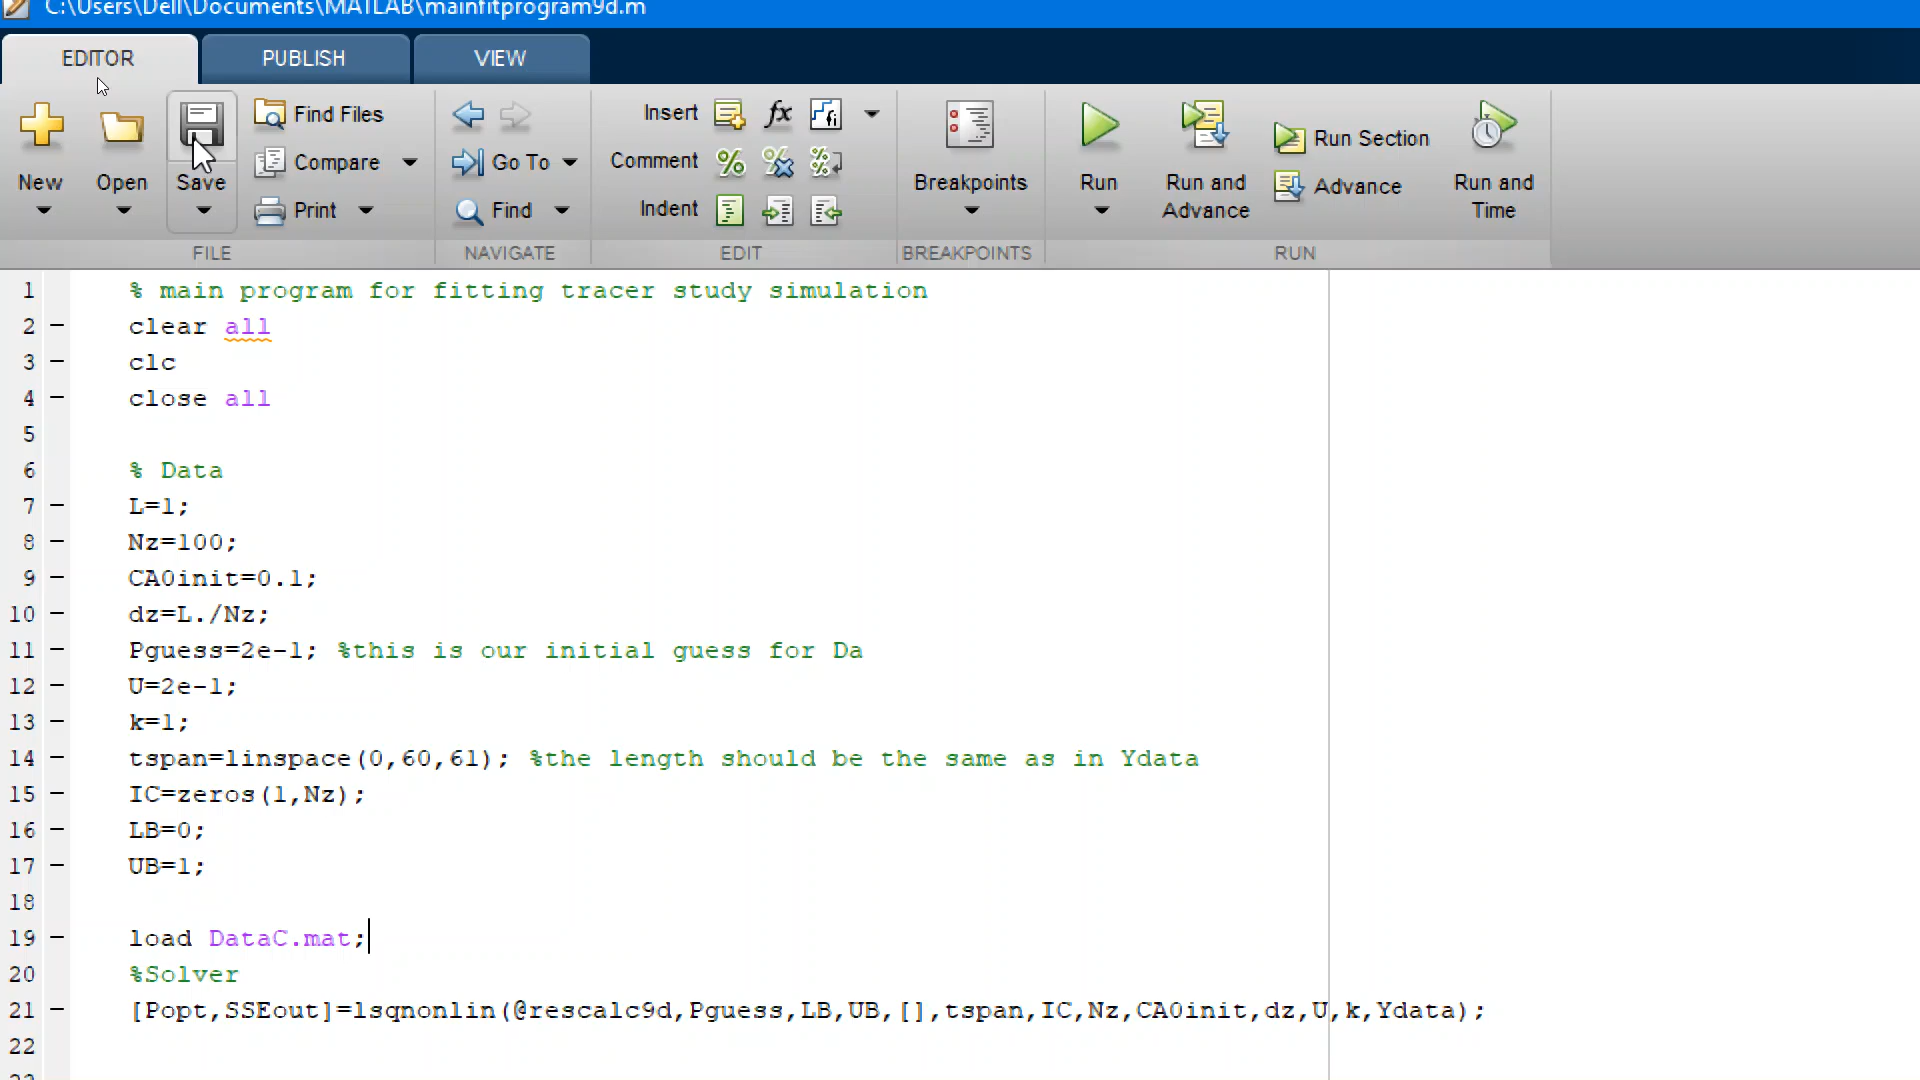 C:\Users\Dell\Documents\MATLAB\mainfitprogram9d.m
EDITOR PUBLISH VIEW
New
Open
Save
Find Files
Compare
Print
FILE
Go To
Find
NAVIGATE
Insert fx fi
Comment % % %
Indent
EDIT
Breakpoints
BREAKPOINTS
Run
Run and
Advance
Run Section
Advance
Run and
Time
RUN
1 % main program for fitting tracer study simulation
2 – clear all
3 – clc
4 – close all
5
6 % Data
7 – L=1;
8 – Nz=100;
9 – CA0init=0.1;
10 – dz=L./Nz;
11 – Pguess=2e-1; %this is our initial guess for Da
12 – U=2e-1;
13 – k=1;
14 – tspan=linspace(0,60,61); %the length should be the same as in Ydata
15 – IC=zeros(1,Nz);
16 – LB=0;
17 – UB=1;
18
19 – load DataC.mat;
20 %Solver
21 – [Popt,SSEout]=lsqnonlin(@rescalc9d,Pguess,LB,UB,[],tspan,IC,Nz,CA0init,dz,U,k,Ydata);
22